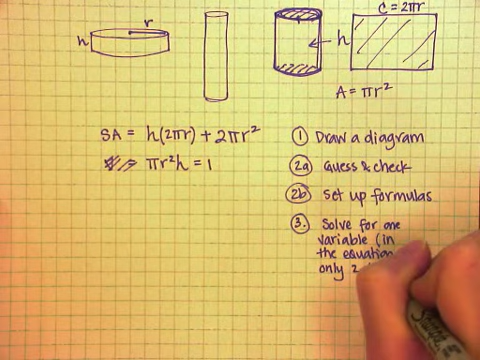 r
h
C = 2πr
h
A = πr²
SA = h(2πr) + 2πr²
πr²h = 1
1 Draw a diagram
2a Guess & check
2b Set up formulas
3. Solve for one
variable (in
the equation
only 2